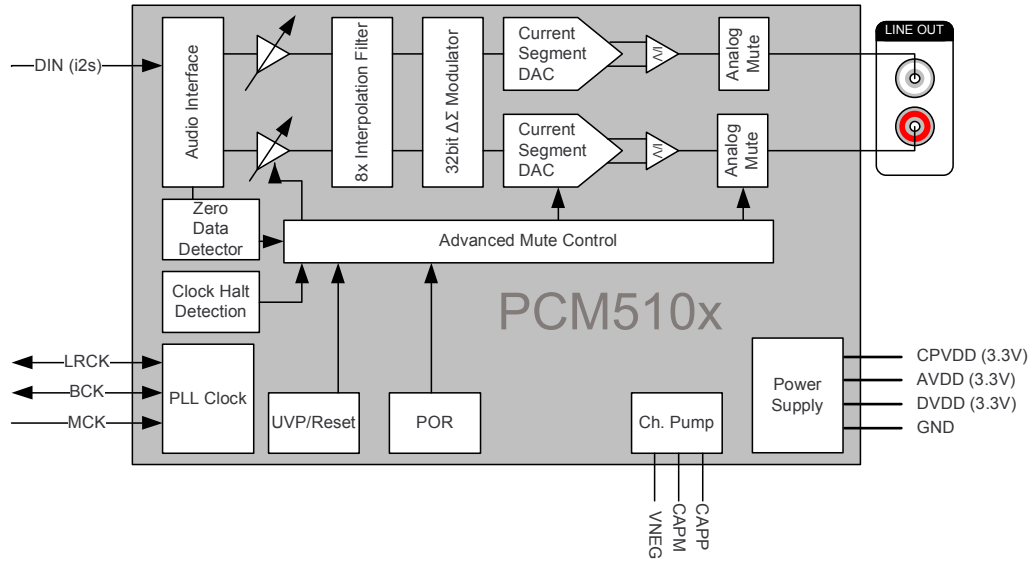 LINE OUT
DIN (i2s)
Audio Interface
8x Interpolation Filter
32bit ΔΣ Modulator
Current
Segment
DAC
I/V
Analog
Mute
Current
Segment
DAC
I/V
Analog
Mute
Zero
Data
Detector
Advanced Mute Control
Clock Halt
Detection
PCM510x
LRCK
BCK
MCK
PLL Clock
UVP/Reset
POR
Ch. Pump
Power
Supply
CPVDD (3.3V)
AVDD (3.3V)
DVDD (3.3V)
GND
VNEG
CAPM
CAPP